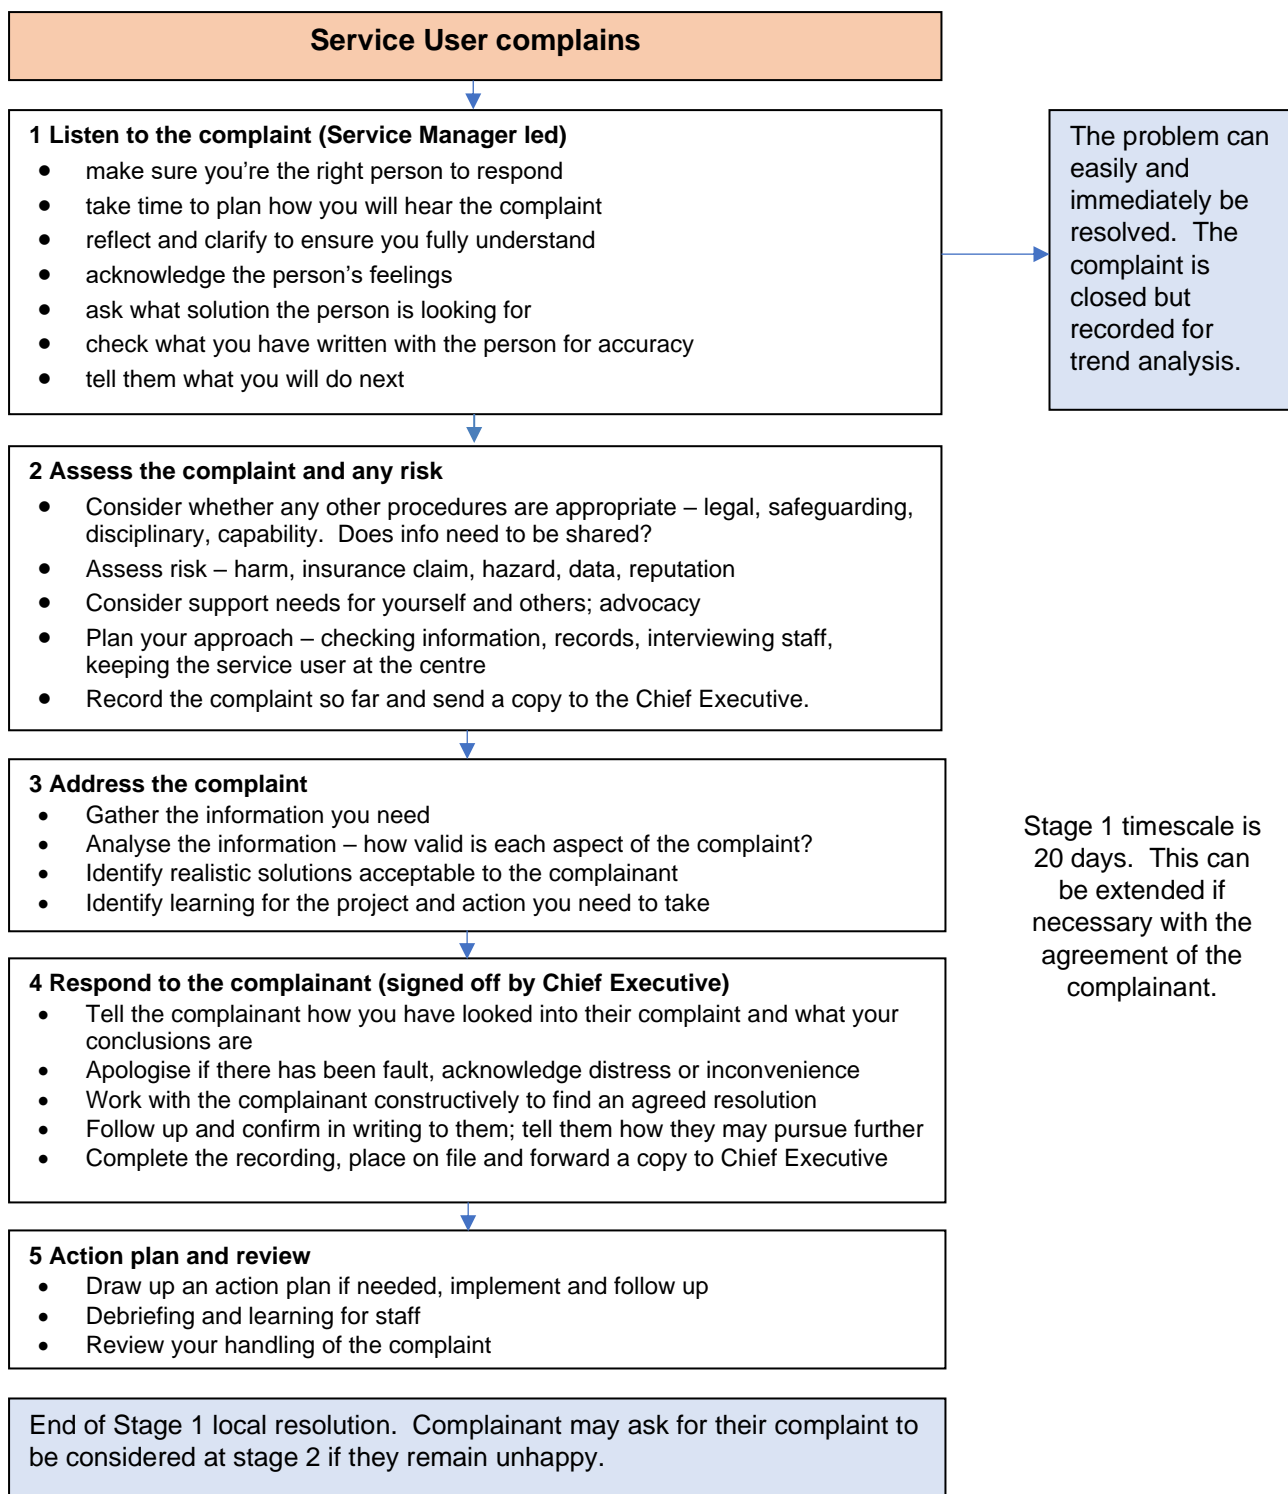 Service User complains
1 Listen to the complaint (Service Manager led)
● make sure you’re the right person to respond
● take time to plan how you will hear the complaint
● reflect and clarify to ensure you fully understand
● acknowledge the person’s feelings
● ask what solution the person is looking for
● check what you have written with the person for accuracy
● tell them what you will do next
The problem can
easily and
immediately be
resolved. The
complaint is
closed but
recorded for
trend analysis.
2 Assess the complaint and any risk
● Consider whether any other procedures are appropriate – legal, safeguarding,
disciplinary, capability. Does info need to be shared?
● Assess risk – harm, insurance claim, hazard, data, reputation
● Consider support needs for yourself and others; advocacy
● Plan your approach – checking information, records, interviewing staff,
keeping the service user at the centre
● Record the complaint so far and send a copy to the Chief Executive.
3 Address the complaint
• Gather the information you need
• Analyse the information – how valid is each aspect of the complaint?
• Identify realistic solutions acceptable to the complainant
• Identify learning for the project and action you need to take
Stage 1 timescale is
20 days. This can
be extended if
necessary with the
agreement of the
complainant.
4 Respond to the complainant (signed off by Chief Executive)
• Tell the complainant how you have looked into their complaint and what your
conclusions are
• Apologise if there has been fault, acknowledge distress or inconvenience
• Work with the complainant constructively to find an agreed resolution
• Follow up and confirm in writing to them; tell them how they may pursue further
• Complete the recording, place on file and forward a copy to Chief Executive
5 Action plan and review
• Draw up an action plan if needed, implement and follow up
• Debriefing and learning for staff
• Review your handling of the complaint
End of Stage 1 local resolution. Complainant may ask for their complaint to
be considered at stage 2 if they remain unhappy.